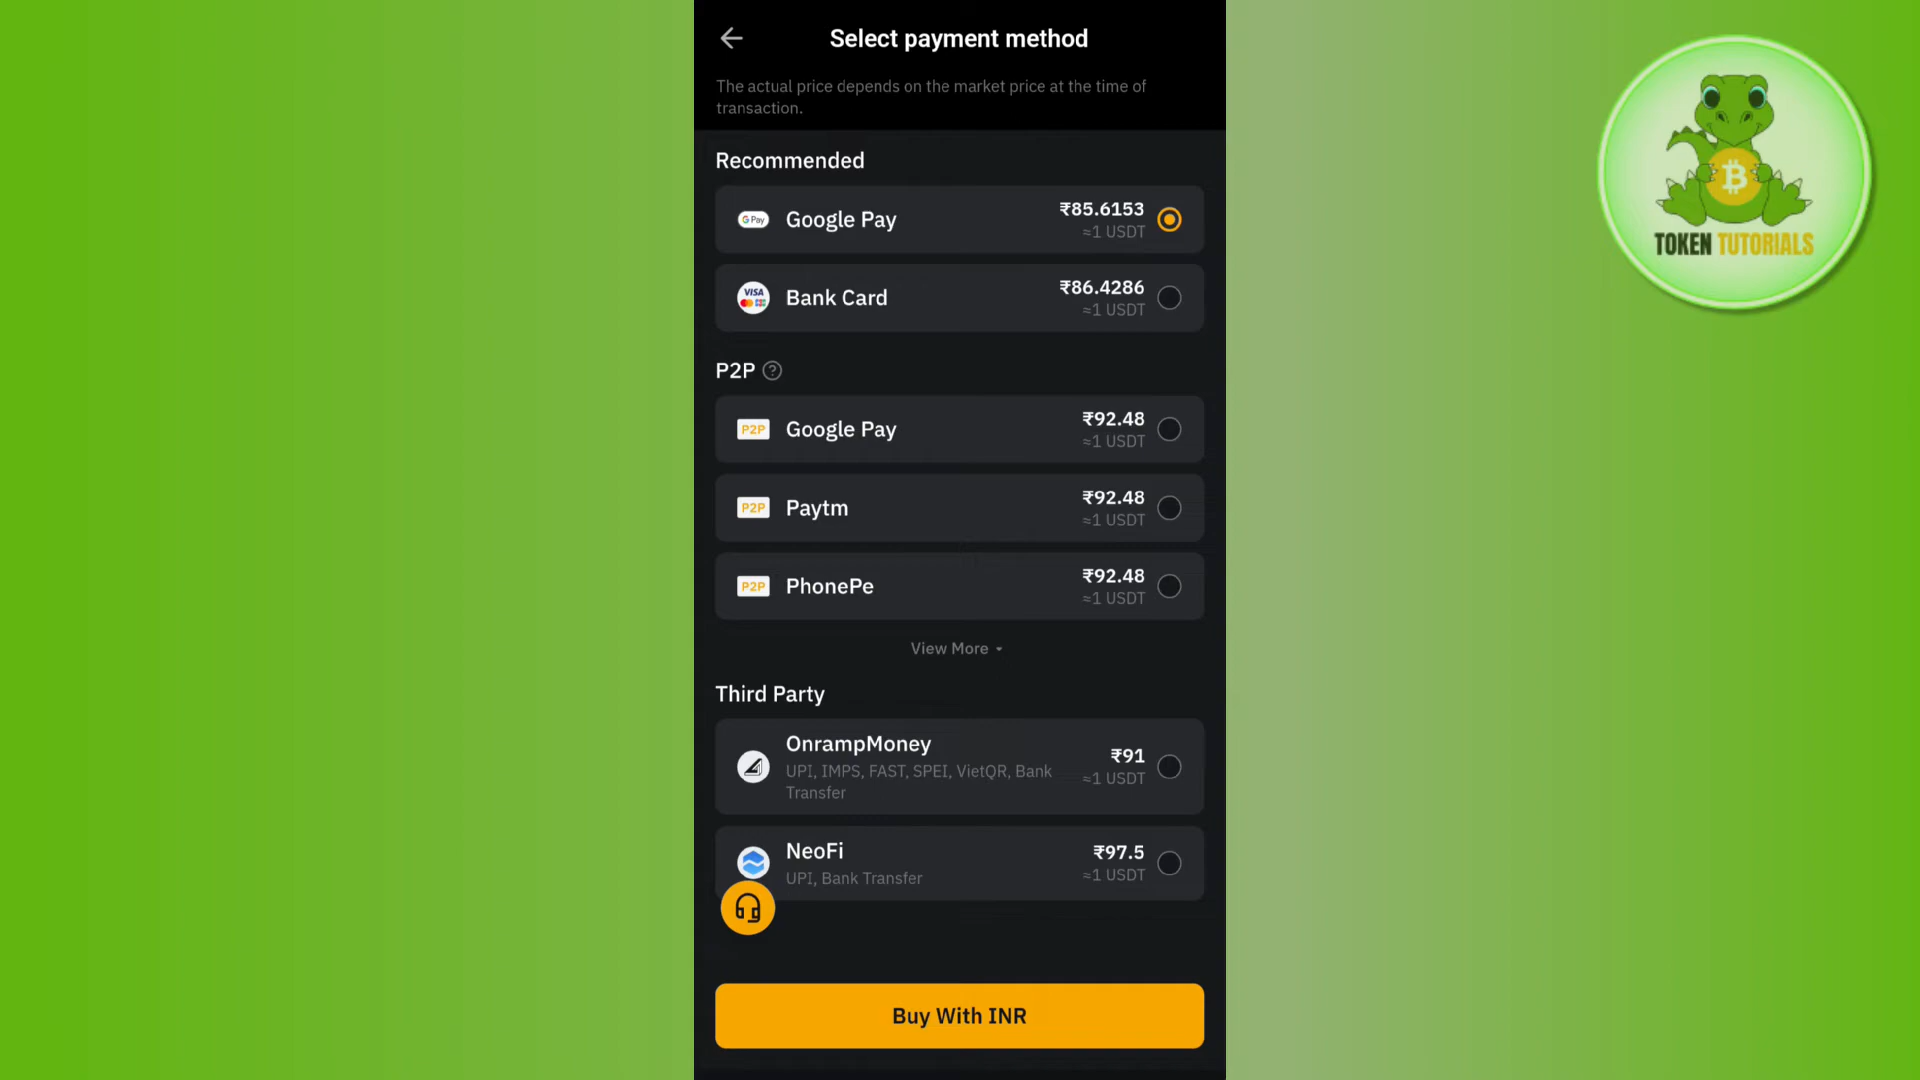 Select payment method
The actual price depends on the market price at the time of
transaction.
Recommended
G Pay
Google Pay
₹85.6153
≈1 USDT
VISA
Bank Card
₹86.4286
≈1 USDT
P2P ?
P2P
Google Pay
₹92.48
≈1 USDT
P2P
Paytm
₹92.48
≈1 USDT
P2P
PhonePe
₹92.48
≈1 USDT
View More
Third Party
OnrampMoney
UPI, IMPS, FAST, SPEI, VietQR, Bank
Transfer
₹91
≈1 USDT
NeoFi
UPI, Bank Transfer
₹97.5
≈1 USDT
Buy With INR
TOKEN TUTORIALS